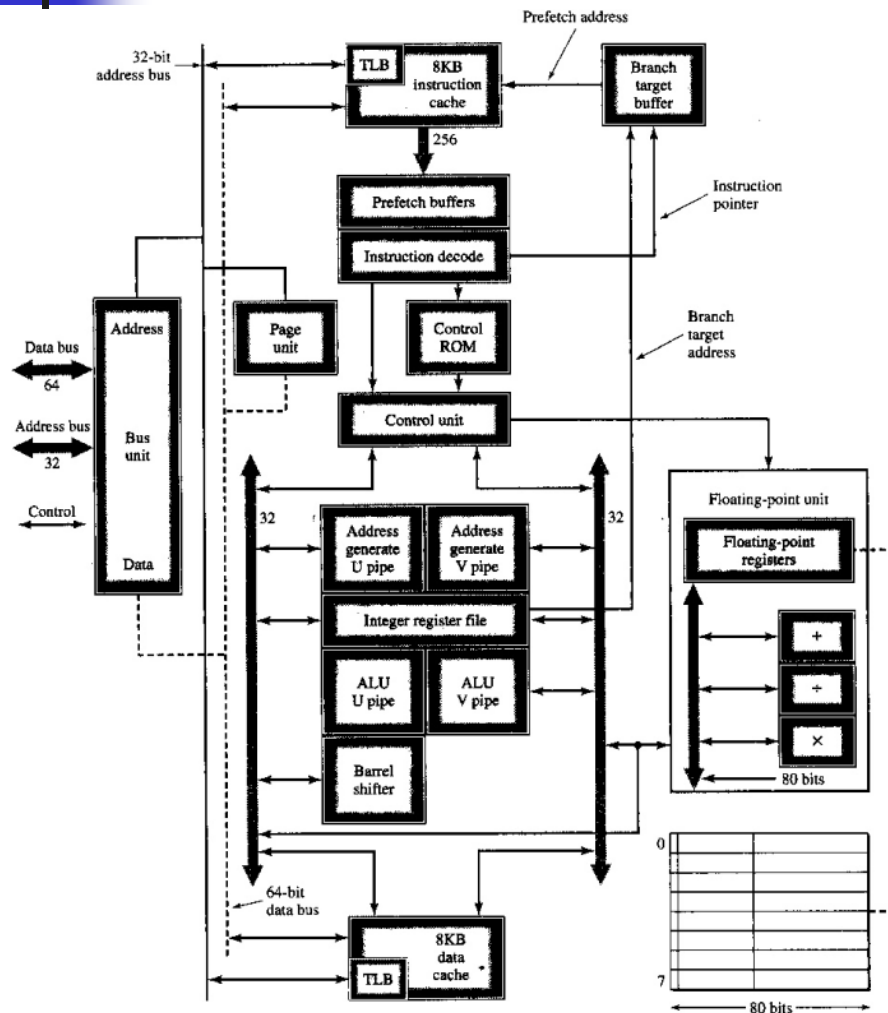 Prefetch address
32-bit
address bus
TLB
8KB
instruction
cache
Branch
target
buffer
256
Prefetch buffers
Instruction decode
Instruction
pointer
Address
Bus
unit
Data
Data bus
64
Address bus
32
Control
Page
unit
Control
ROM
Branch
target
address
Control unit
32
32
Address
generate
U pipe
Address
generate
V pipe
Integer register file
ALU
U pipe
ALU
V pipe
Barrel
shifter
Floating-point unit
Floating-point
registers
+
÷
×
80 bits
64-bit
data bus
8KB
data
cache
TLB
0
7
80 bits